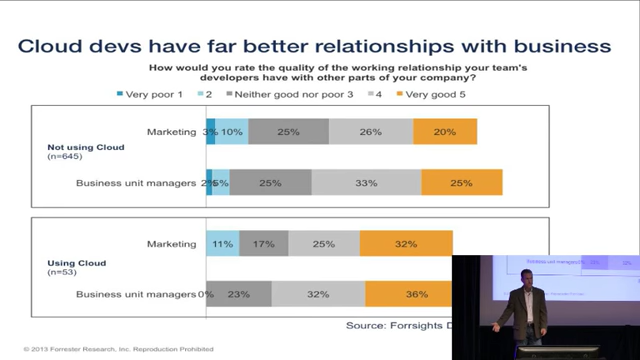 Cloud devs have far better relationships with business
How would you rate the quality of the working relationship your team's
developers have with other parts of your company?
Very poor 1 2 Neither good nor poor 3 4 Very good 5
Marketing 3% 10% 25% 26% 20%
Not using Cloud
(n=645)
Business unit managers 2% 5% 25% 33% 25%
Marketing 11% 17% 25% 32%
Using Cloud
(n=53)
Business unit managers 0% 23% 32% 36%
Source: Forrsights D
© 2013 Forrester Research, Inc. Reproduction Prohibited